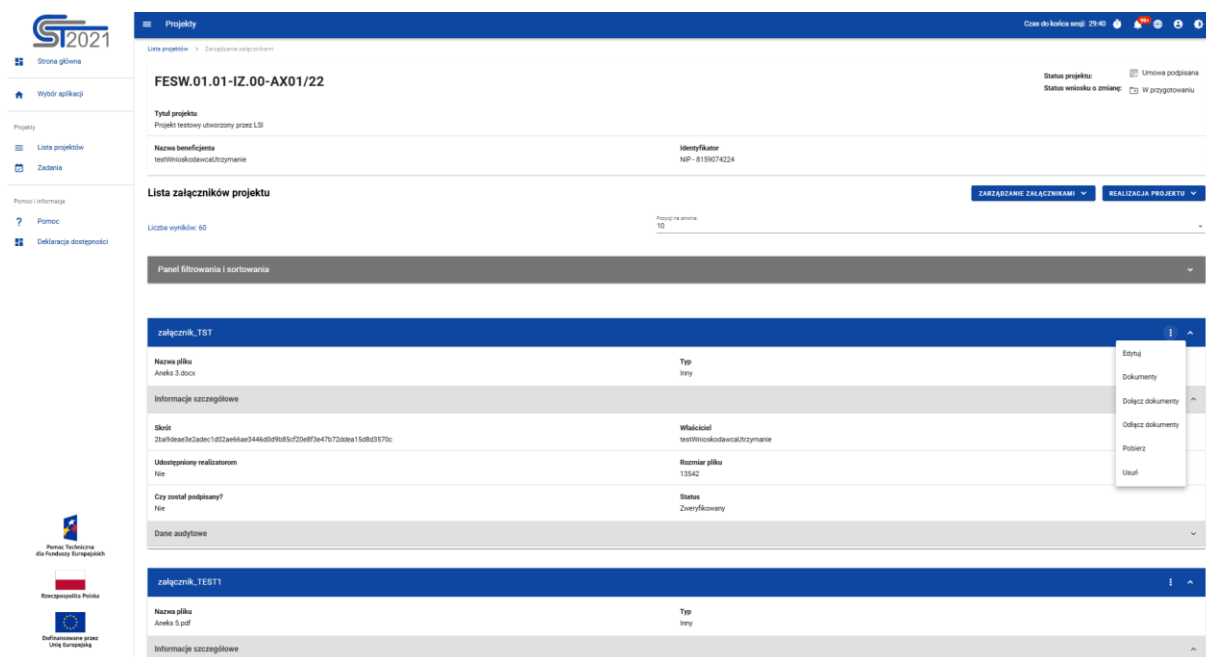 ST2021
Projekty
Czas do końca sesji: 29:40
99+
Strona główna
Wybór aplikacji
Projekty
Lista projektów
Zadania
Pomoc i informacje
Pomoc
Deklaracja dostępności
Lista projektów > Zarządzanie załącznikami
FESW.01.01-IZ.00-AX01/22
Status projektu: Umowa podpisana
Status wniosku o zmianę: W przygotowaniu
Tytuł projektu
Projekt testowy utworzony przez LSI
Nazwa beneficjenta
testWnioskodawcaUtrzymanie
Identyfikator
NIP - 8159074224
Lista załączników projektu
ZARZĄDZANIE ZAŁĄCZNIKAMI
REALIZACJA PROJEKTU
Liczba wyników: 60
Pozycji na stronie
10
Panel filtrowania i sortowania
załącznik_TST
Edytuj
Dokumenty
Dołącz dokumenty
Odłącz dokumenty
Pobierz
Usuń
Nazwa pliku
Aneks 3.docx
Typ
Inny
Informacje szczegółowe
Skrót
2ba9deae3e2adec1d02ae66ae3446d0d9b85cf20e8f3e47b72ddea15d8d3570c
Właściciel
testWnioskodawcaUtrzymanie
Udostępniony realizatorom
Nie
Rozmiar pliku
13542
Czy został podpisany?
Nie
Status
Zweryfikowany
Dane audytowe
załącznik_TEST1
Nazwa pliku
Aneks 5.pdf
Typ
Inny
Informacje szczegółowe
Pomoc Techniczna
dla Funduszy Europejskich
Rzeczpospolita Polska
Dofinansowane przez
Unię Europejską